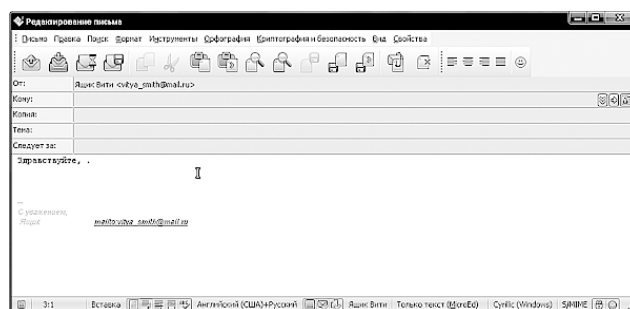 Редактирование письма
Письмо Правка Поиск Формат Инструменты Орфография Криптография и безопасность Вид Свойства
От: Ящик Вити <vitya_smith@mail.ru>
Кому:
Копия:
Тема:
Следует за:
Здравствуйте, .
--
С уважением,
Ящик mailto:vitya_smith@mail.ru
3:1 Вставка Английский (США)+Русский Ящик Вити Только текст (MicroEd) Cyrillic (Windows) S/MIME